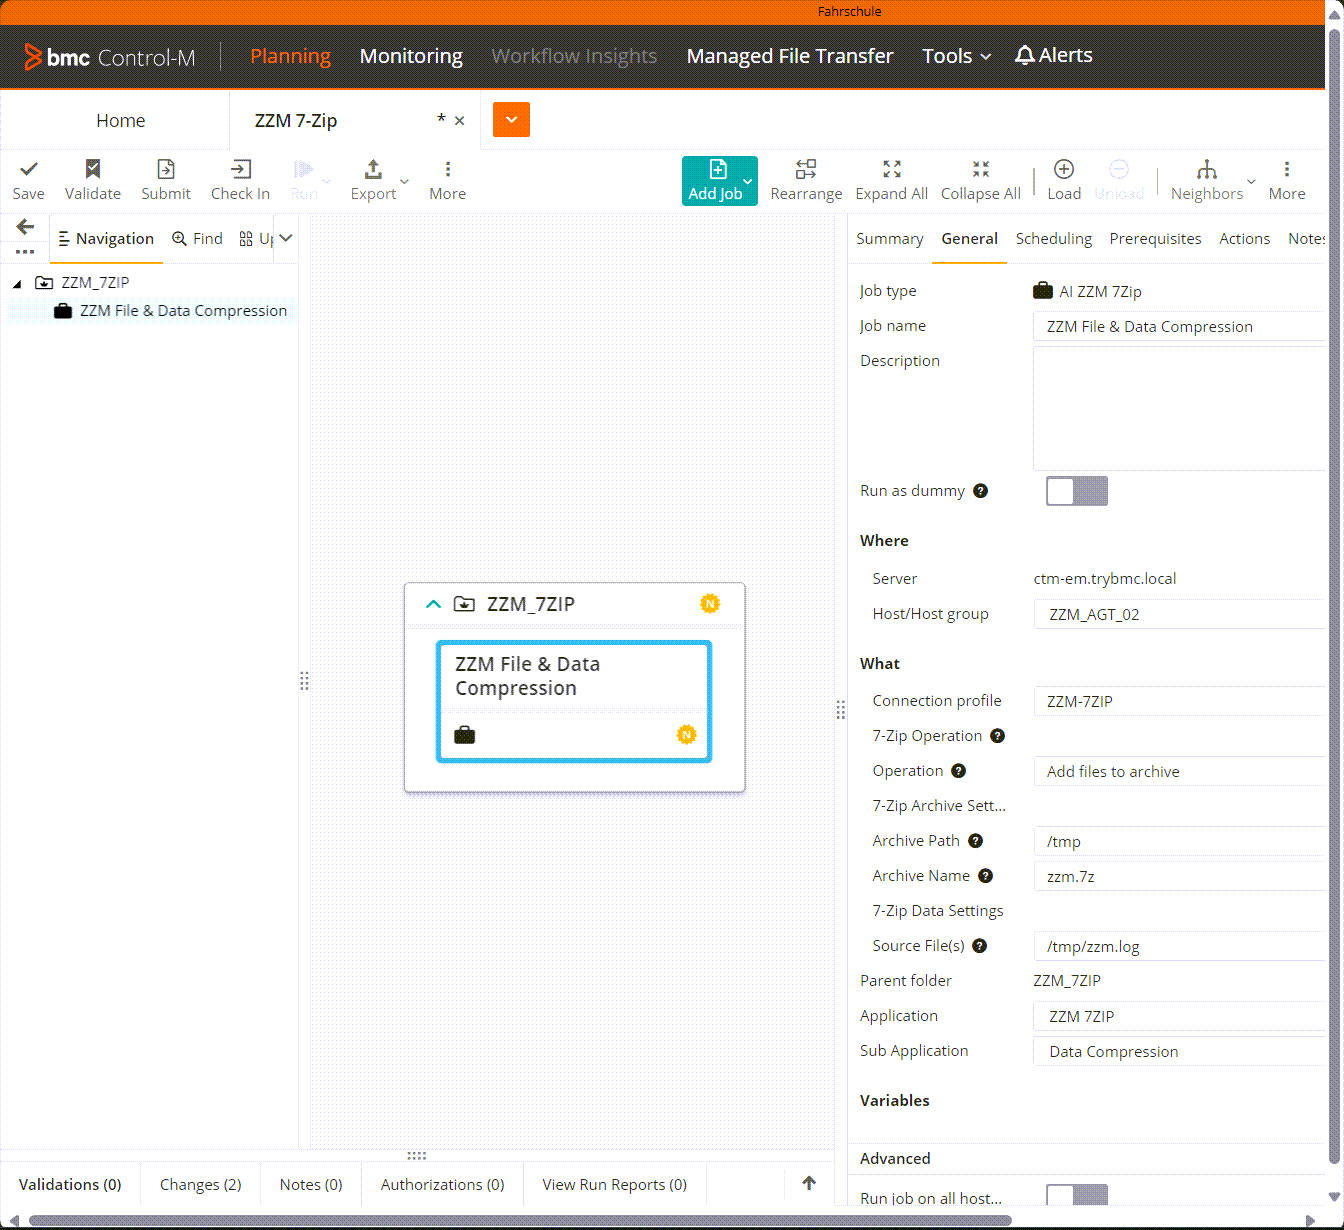 Fahrschule
bmc Control-M Planning Monitoring Workflow Insights Managed File Transfer Tools Alerts
Home ZZM 7-Zip *
Save Validate Submit Check In Run Export More Add Job Rearrange Expand All Collapse All Load Unload Neighbors More
Navigation Find Up
ZZM_7ZIP
ZZM File & Data Compression
ZZM_7ZIP N
ZZM File & Data
Compression
N
Summary General Scheduling Prerequisites Actions Notes
Job type AI ZZM 7Zip
Job name ZZM File & Data Compression
Description
Run as dummy ?
Where
Server ctm-em.trybmc.local
Host/Host group ZZM_AGT_02
What
Connection profile ZZM-7ZIP
7-Zip Operation ?
Operation ? Add files to archive
7-Zip Archive Sett...
Archive Path ? /tmp
Archive Name ? zzm.7z
7-Zip Data Settings
Source File(s) ? /tmp/zzm.log
Parent folder ZZM_7ZIP
Application ZZM 7ZIP
Sub Application Data Compression
Variables
Advanced
Run job on all host...
Validations (0) Changes (2) Notes (0) Authorizations (0) View Run Reports (0)